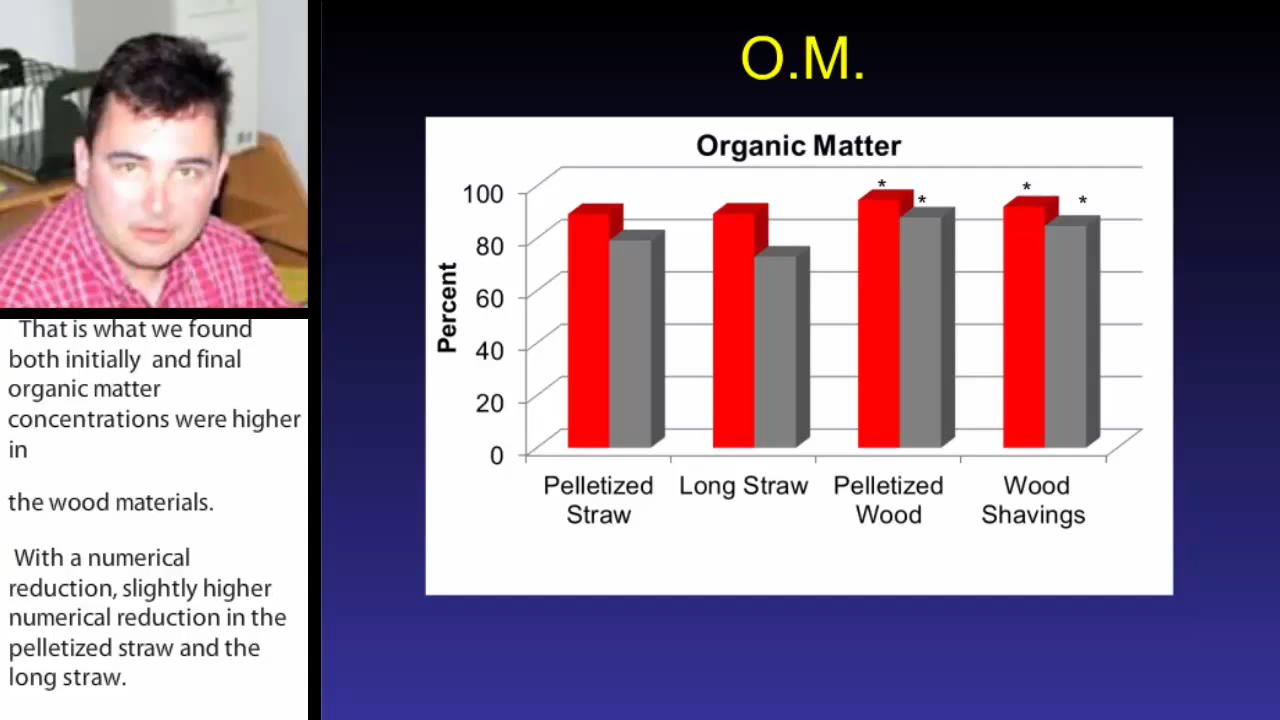 That is what we found
both initially  and final
organic matter
concentrations were higher
in
the wood materials.
With a numerical
reduction, slightly higher
numerical reduction in the
pelletized straw and the
long straw.
O.M.
Organic Matter
Percent
100
80
60
40
20
0
* * * *
Pelletized Straw
Long Straw
Pelletized Wood
Wood Shavings